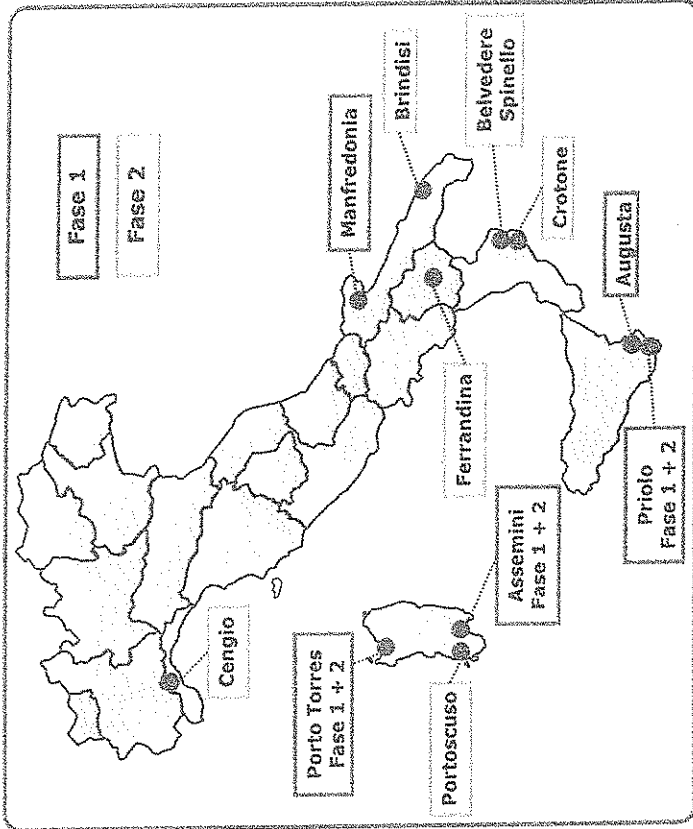 Fase 1
Fase 2
Cengio
Manfredonia
Brindisi
Porto Torres
Fase 1 + 2
Ferrandina
Belvedere
Spinello
Crotone
Portoscuso
Assemini
Fase 1 + 2
Augusta
Priolo
Fase 1 + 2